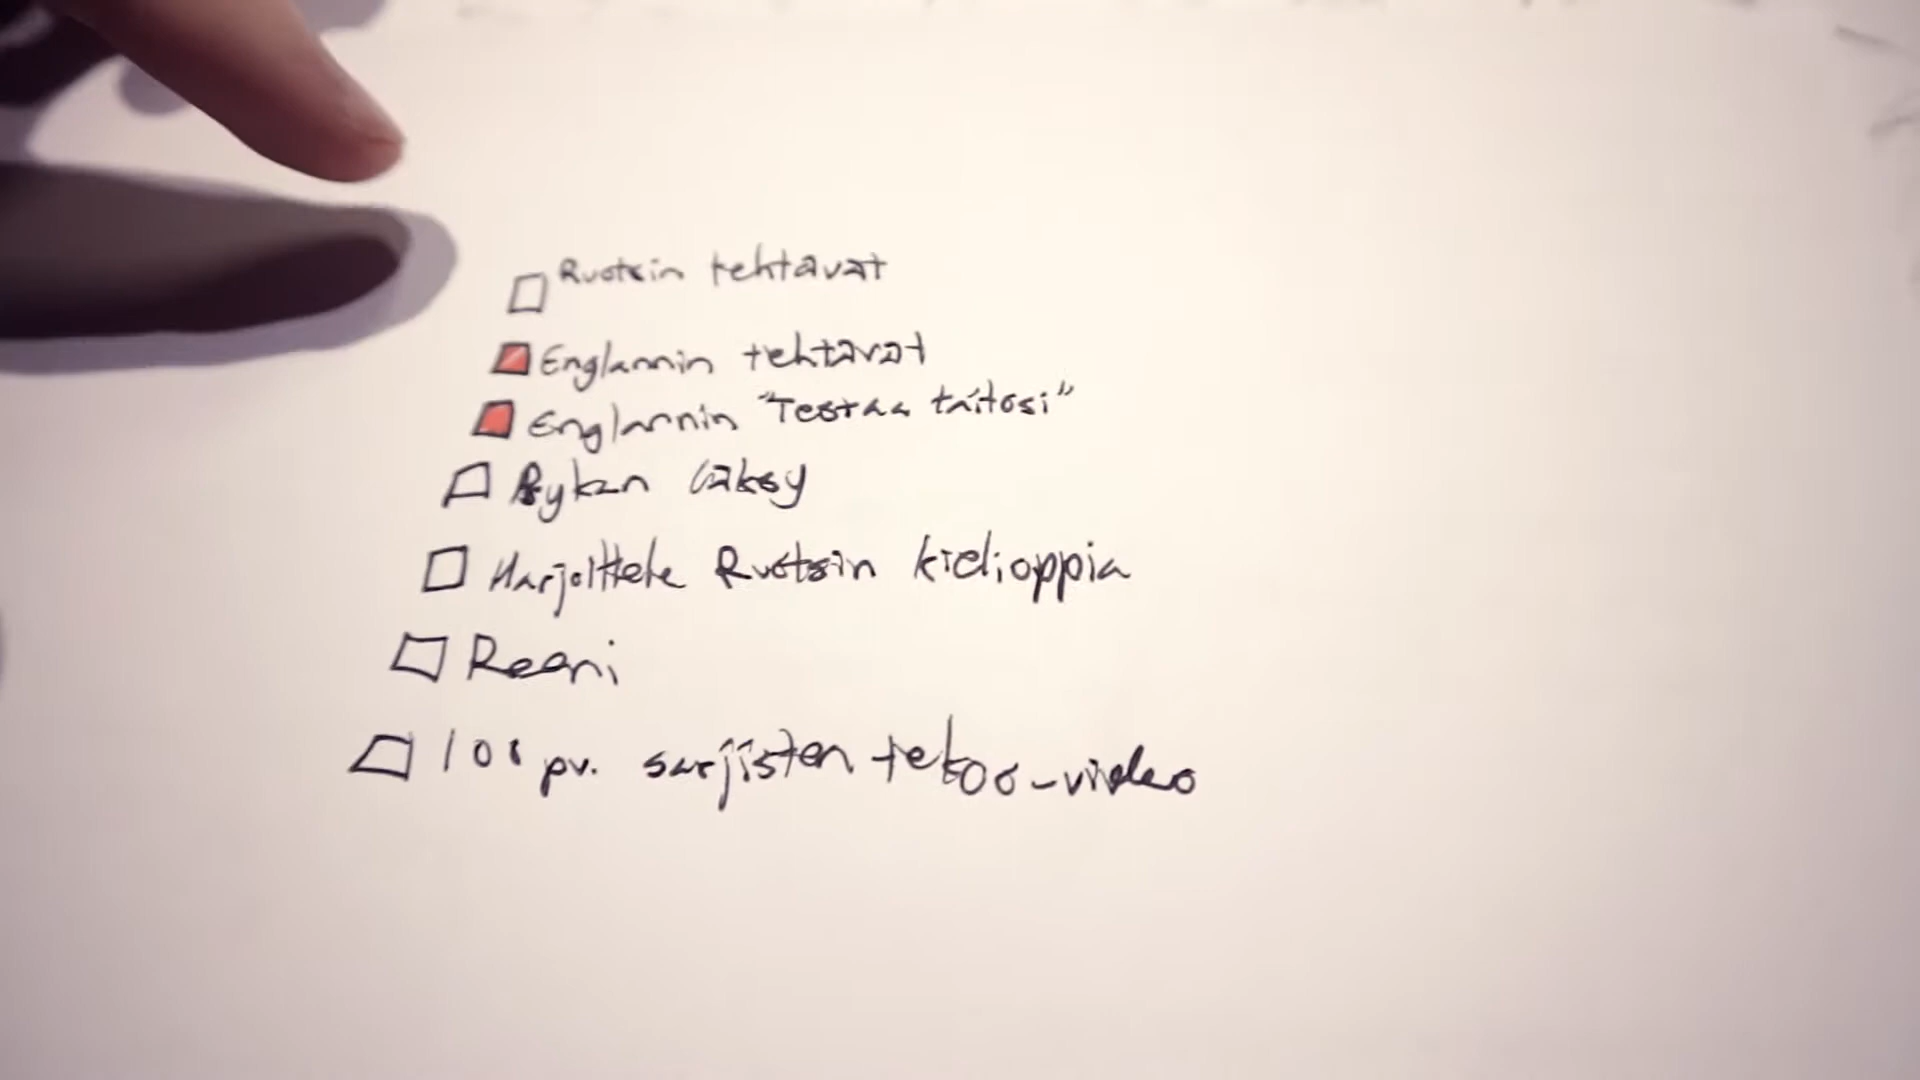 Ruotsin tehtävät
Englannin tehtävät
Englannin "Testaa taitosi"
Psykan läksy
Harjoittele Ruotsin kielioppia
Reeni
100 pv. sarjisten tekoo-video